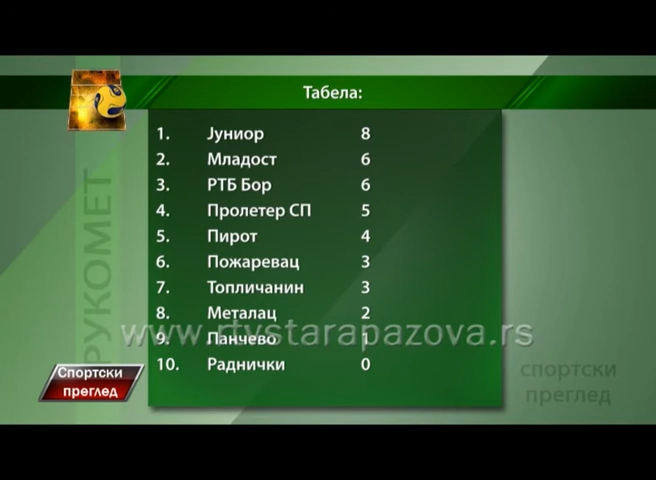 Табела:
РУКОМЕТ
1. Јуниор 8
2. Младост 6
3. РТБ Бор 6
4. Пролетер СП 5
5. Пирот 4
6. Пожаревац 3
7. Топличанин 3
8. Металац 2
www.rtvstarapazova.rs
9. Панчево 1
10. Раднички 0
Спортски
преглед
спортски
преглед